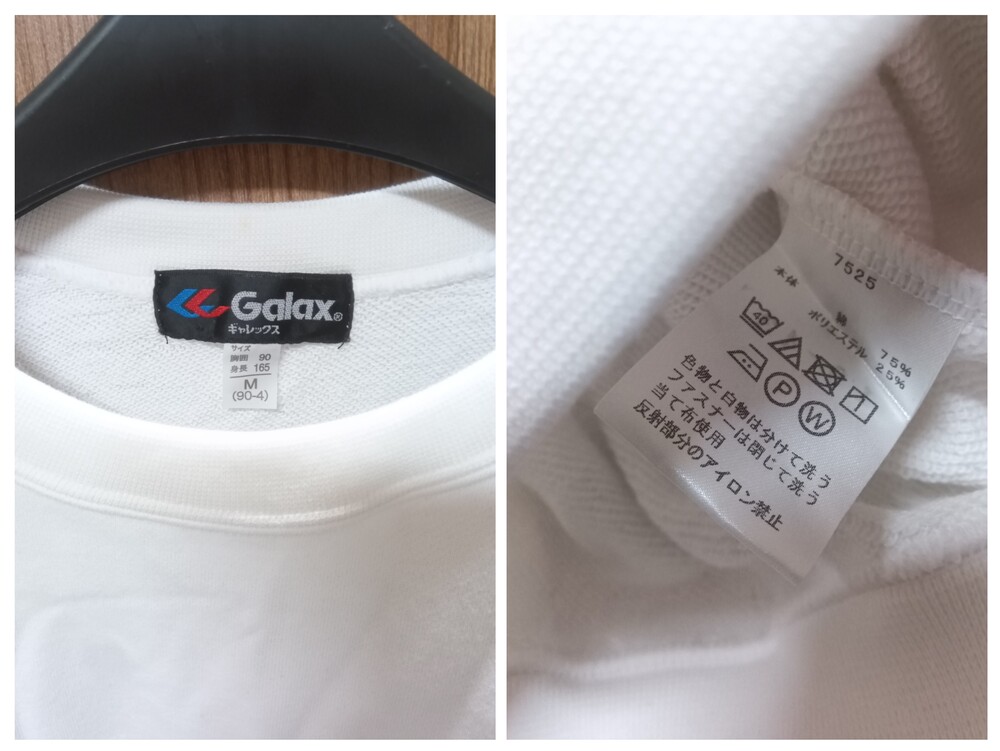 Galax®
ギャレックス
サイズ
胸囲 90
身長 165
M
(90-4)
7525
本体
綿 75%
ポリエステル 25%
40
P
W
色物と白物は分けて洗う
ファスナーは閉じて洗う
当て布使用
反射部分のアイロン禁止